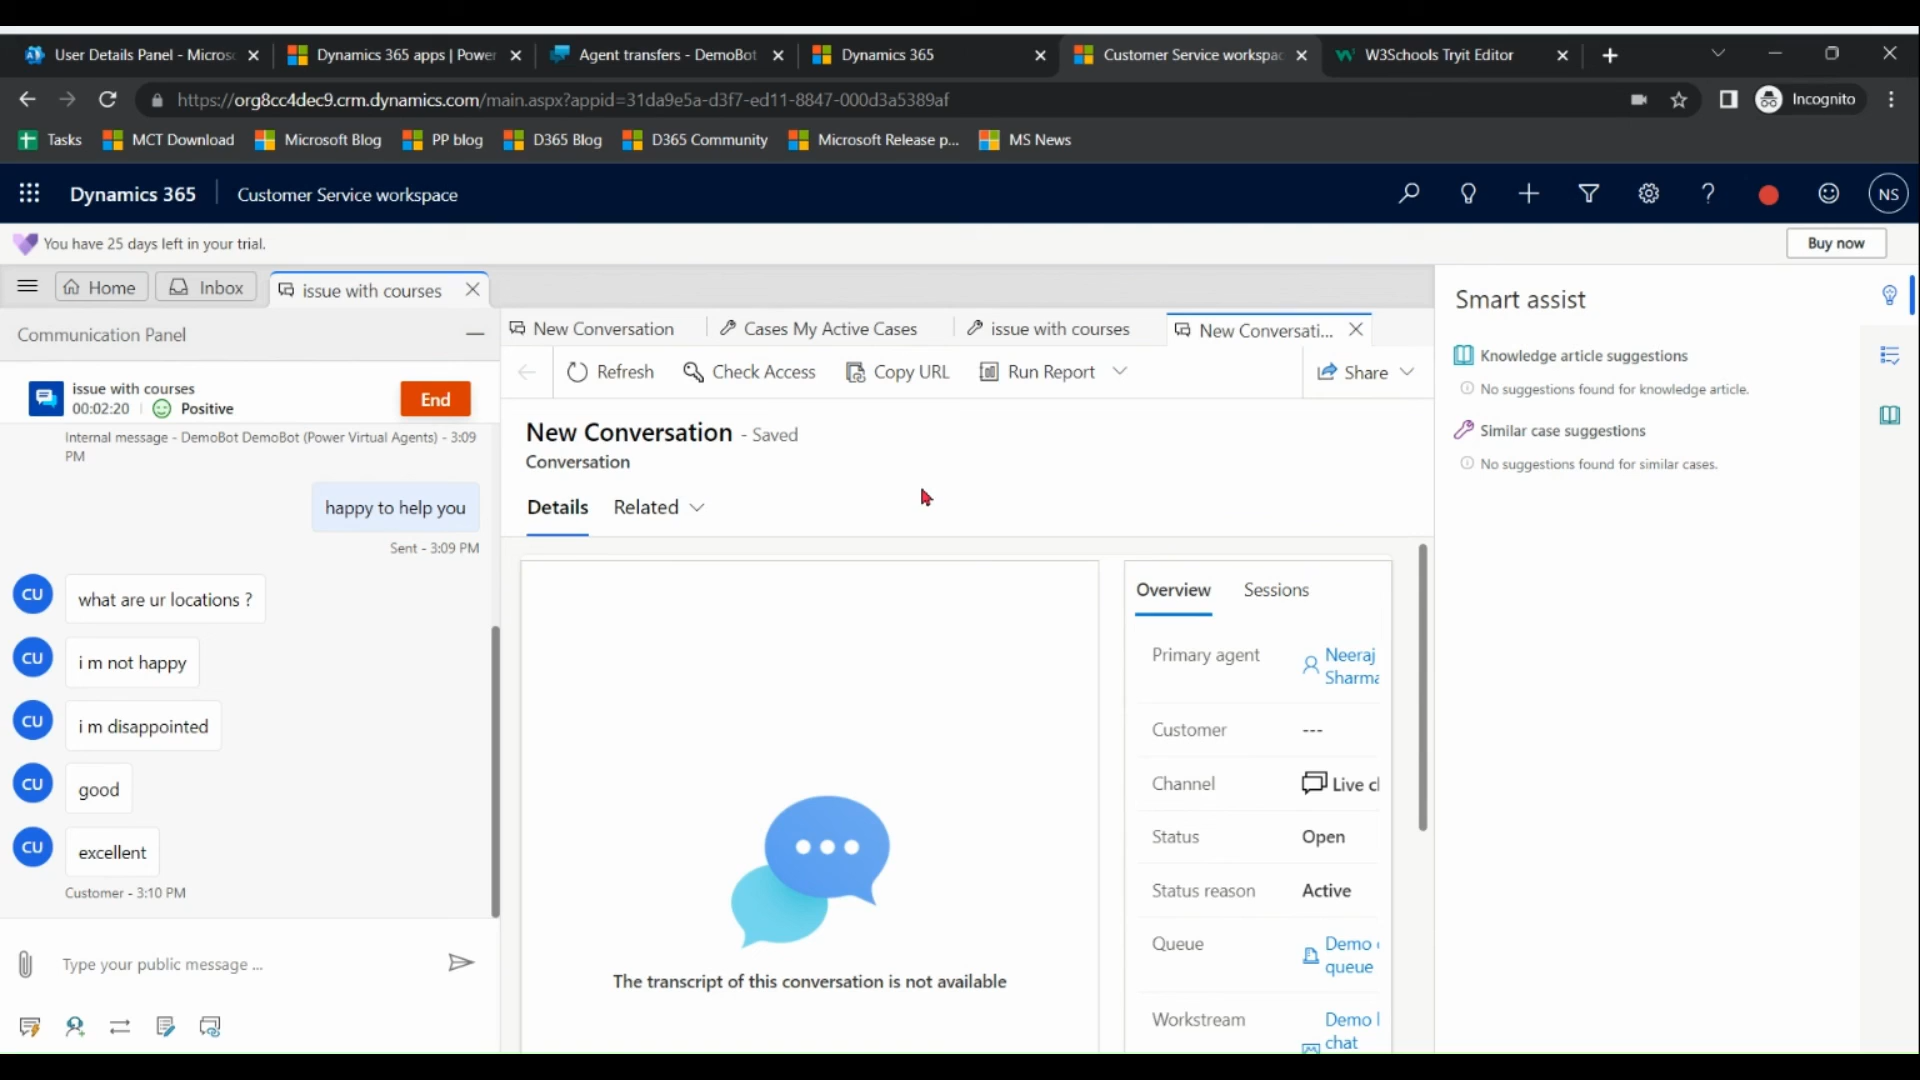 User Details Panel - Micros
Dynamics 365 apps | Power
Agent transfers - DemoBot
Dynamics 365
Customer Service workspac
W3Schools Tryit Editor
https://org8cc4dec9.crm.dynamics.com/main.aspx?appid=31da9e5a-d3f7-ed11-8847-000d3a5389af
Incognito
Tasks
MCT Download
Microsoft Blog
PP blog
D365 Blog
D365 Community
Microsoft Release p...
MS News
Dynamics 365
Customer Service workspace
NS
You have 25 days left in your trial.
Buy now
Home
Inbox
issue with courses
Communication Panel
New Conversation
Cases My Active Cases
issue with courses
New Conversati...
Refresh
Check Access
Copy URL
Run Report
Share
issue with courses
00:02:20
Positive
End
Internal message - DemoBot DemoBot (Power Virtual Agents) - 3:09
PM
happy to help you
Sent - 3:09 PM
CU
what are ur locations ?
CU
i m not happy
CU
i m disappointed
CU
good
CU
excellent
Customer - 3:10 PM
Type your public message ...
New Conversation - Saved
Conversation
Details
Related
The transcript of this conversation is not available
Overview
Sessions
Primary agent
Neeraj
Sharma
Customer
---
Channel
Live cl
Status
Open
Status reason
Active
Queue
Demo
queue
Workstream
Demo
chat
Smart assist
Knowledge article suggestions
No suggestions found for knowledge article.
Similar case suggestions
No suggestions found for similar cases.